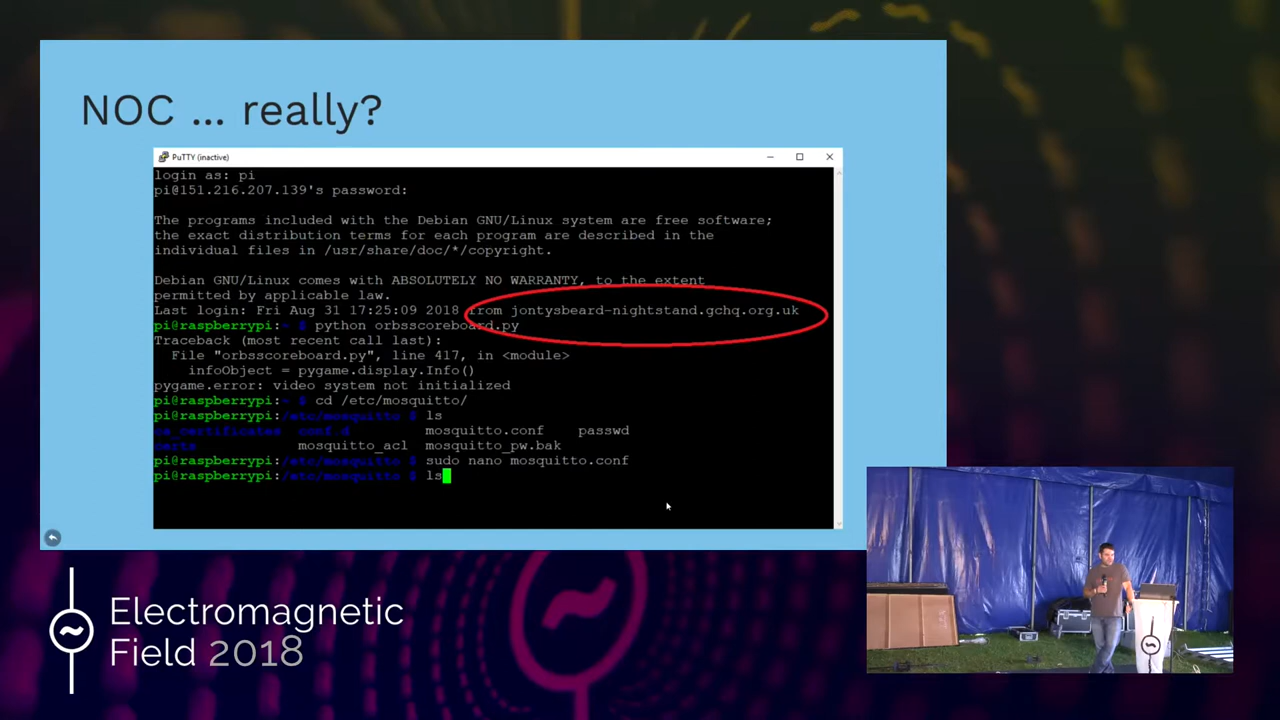 NOC ... really?
PuTTY (inactive)
login as: pi
pi@151.216.207.139's password:
The programs included with the Debian GNU/Linux system are free software;
the exact distribution terms for each program are described in the
individual files in /usr/share/doc/*/copyright.
Debian GNU/Linux comes with ABSOLUTELY NO WARRANTY, to the extent
permitted by applicable law.
Last login: Fri Aug 31 17:25:09 2018 from jontysbeard-nightstand.gchq.org.uk
pi@raspberrypi:~ $ python orbsscoreboard.py
Traceback (most recent call last):
File "orbsscoreboard.py", line 417, in <module>
infoObject = pygame.display.Info()
pygame.error: video system not initialized
pi@raspberrypi:~ $ cd /etc/mosquitto/
pi@raspberrypi:/etc/mosquitto $ ls
ca_certificates conf.d mosquitto.conf passwd
certs mosquitto_acl mosquitto_pw.bak
pi@raspberrypi:/etc/mosquitto $ sudo nano mosquitto.conf
pi@raspberrypi:/etc/mosquitto $ ls
Electromagnetic
Field 2018